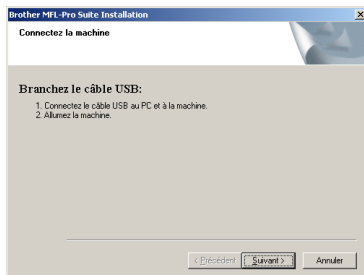 Brother MFL-Pro Suite Installation
Connectez la machine
Branchez le câble USB:
1. Connectez le câble USB au PC et à la machine.
2. Allumez la machine.
< Précédent
Suivant >
Annuler